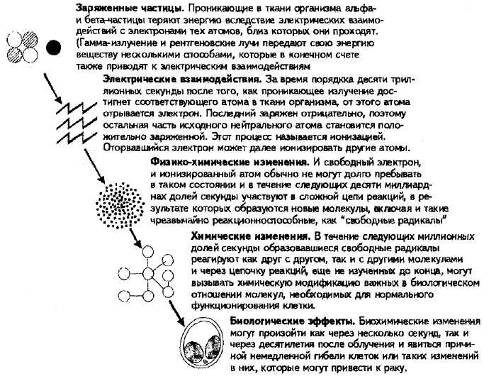 Заряженные частицы. Проникающие в ткани организма альфа-
и бета-частицы теряют энергию вследствие электрических взаимо-
действий с электронами тех атомов, близ которых они проходят.
(Гамма-излучение и рентгеновские лучи передают свою энергию
веществу несколькими способами, которые в конечном счете
также приводят к электрическим взаимодействиям
Электрические взаимодействия. За время порядкка десяти трил-
лионных секунды после того, как проникающее излучение дос-
тигнет соответствующего атома в ткани организма, от этого атома
отрывается электрон. Последний заряжен отрицательно, поэтому
остальная часть исходного нейтрального атома становится поло-
жительно заряженной. Этот процесс называется ионизацией.
Оторвавшийся электрон может далее ионизировать другие атомы.
Физико-химические изменения. И свободный электрон,
и ионизированный атом обычно не могут долго пребывать
в таком состоянии и в течение следующих десяти миллиард-
нах долей секунды участвуют в сложной цепи реакций, в ре-
зультате которых образуются новые молекулы, включая и такие
чрезвычайно реакционноспособные, как "свободные радикалы"
Химические изменения. В течение следующих миллионных
долей секунды образовавшиеся свободные радикалы
реагируют как друг с другом, так и с другими молекулами
и через цепочку реакций, еще не изученных до конца, могут
вызывать химическую модификацию важных в биологическом
отношении молекул, необходимых для нормального
функционирования клетки.
Биологические эффекты. Биохимические изменения
могут произойти как через несколько секунд, так и
через десятилетия после облучения и явиться причи-
ной немедленной гибели клеток или таких изменений
в них, которые могут привести к раку.